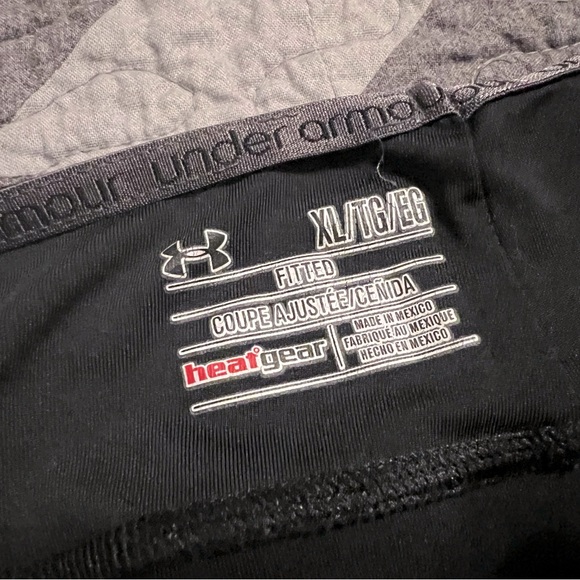 armour under armour
XL/TG/EG
FITTED
COUPE AJUSTÉE/CEÑIDA
heatgear
MADE IN MEXICO
FABRIQUÉ AU MEXIQUE
HECHO EN MEXICO